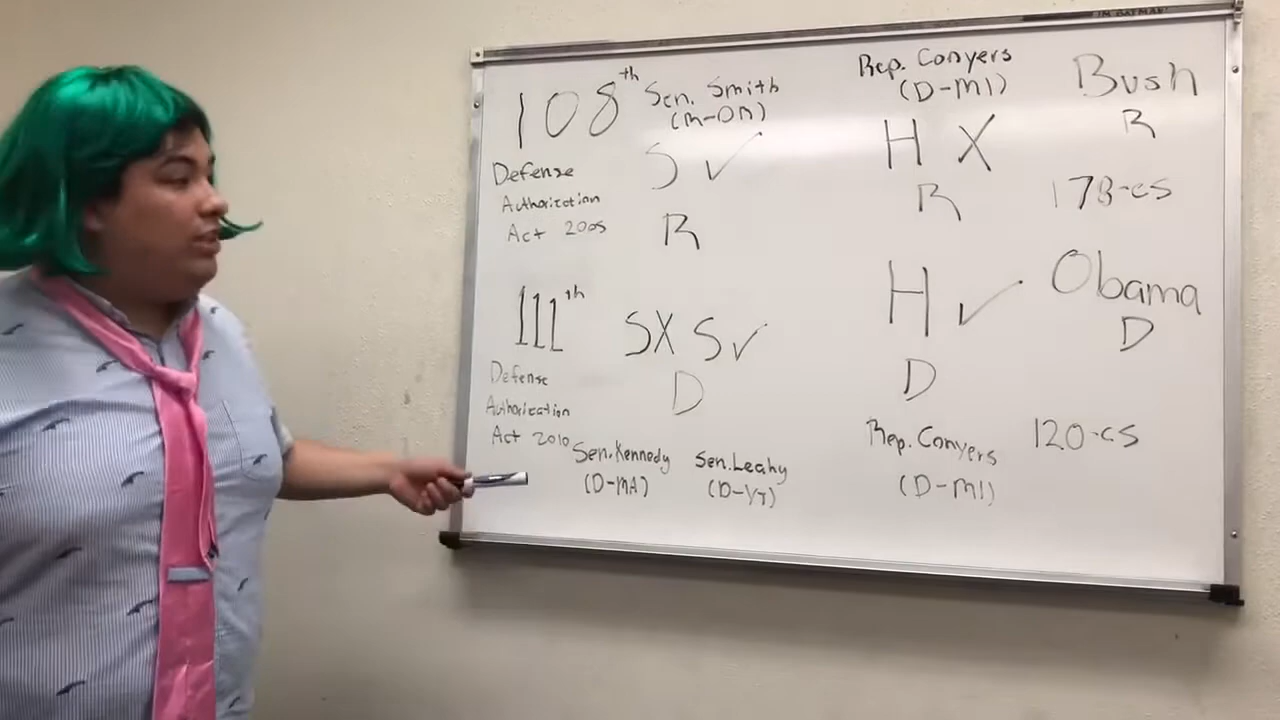 I'M BATMAN
108th
Sen. Smith
(R-OR)
Rep. Conyers
(D-MI)
Bush
R
Defense
Authorization
Act 2005
S ✓
R
H X
R
178-cs
111th
SX S✓
D
H ✓
D
Obama
D
Defense
Authorization
Act 2010
Sen. Kennedy
(D-MA)
Sen. Leahy
(D-VT)
Rep. Conyers
(D-MI)
120-cs